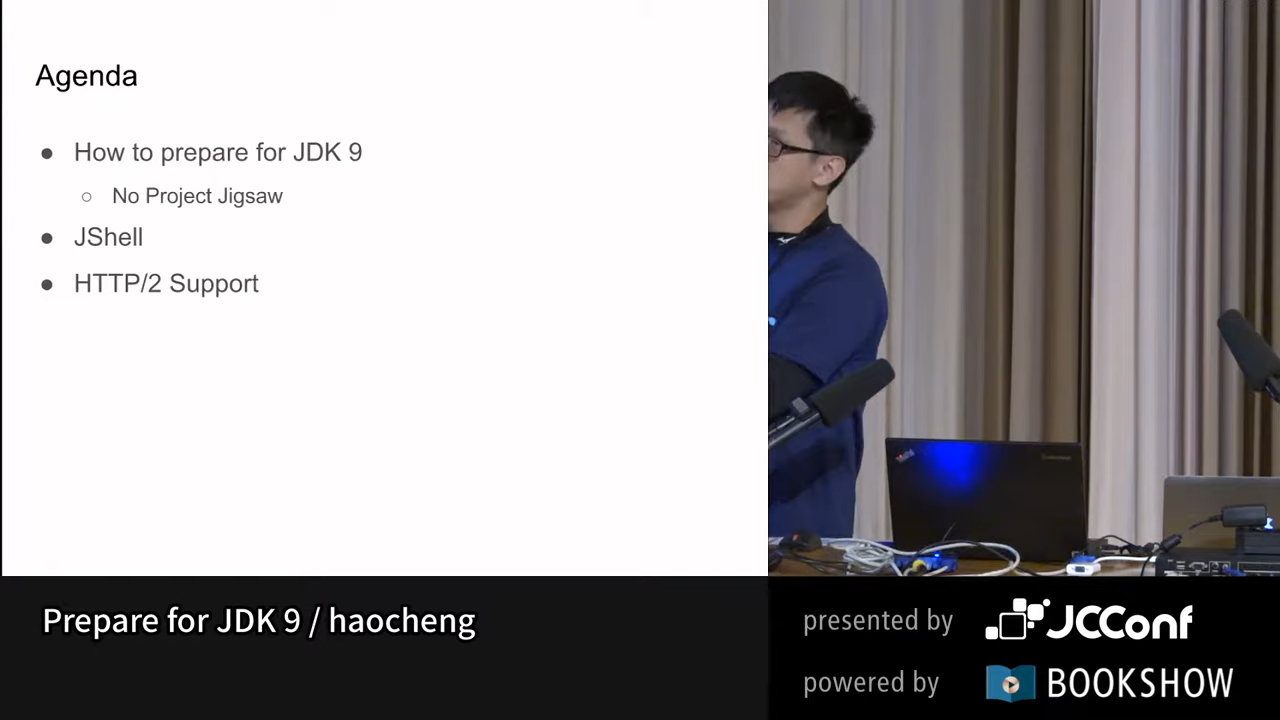 Agenda
● How to prepare for JDK 9
○ No Project Jigsaw
● JShell
● HTTP/2 Support
Prepare for JDK 9 / haocheng
presented by JCConf
powered by BOOKSHOW